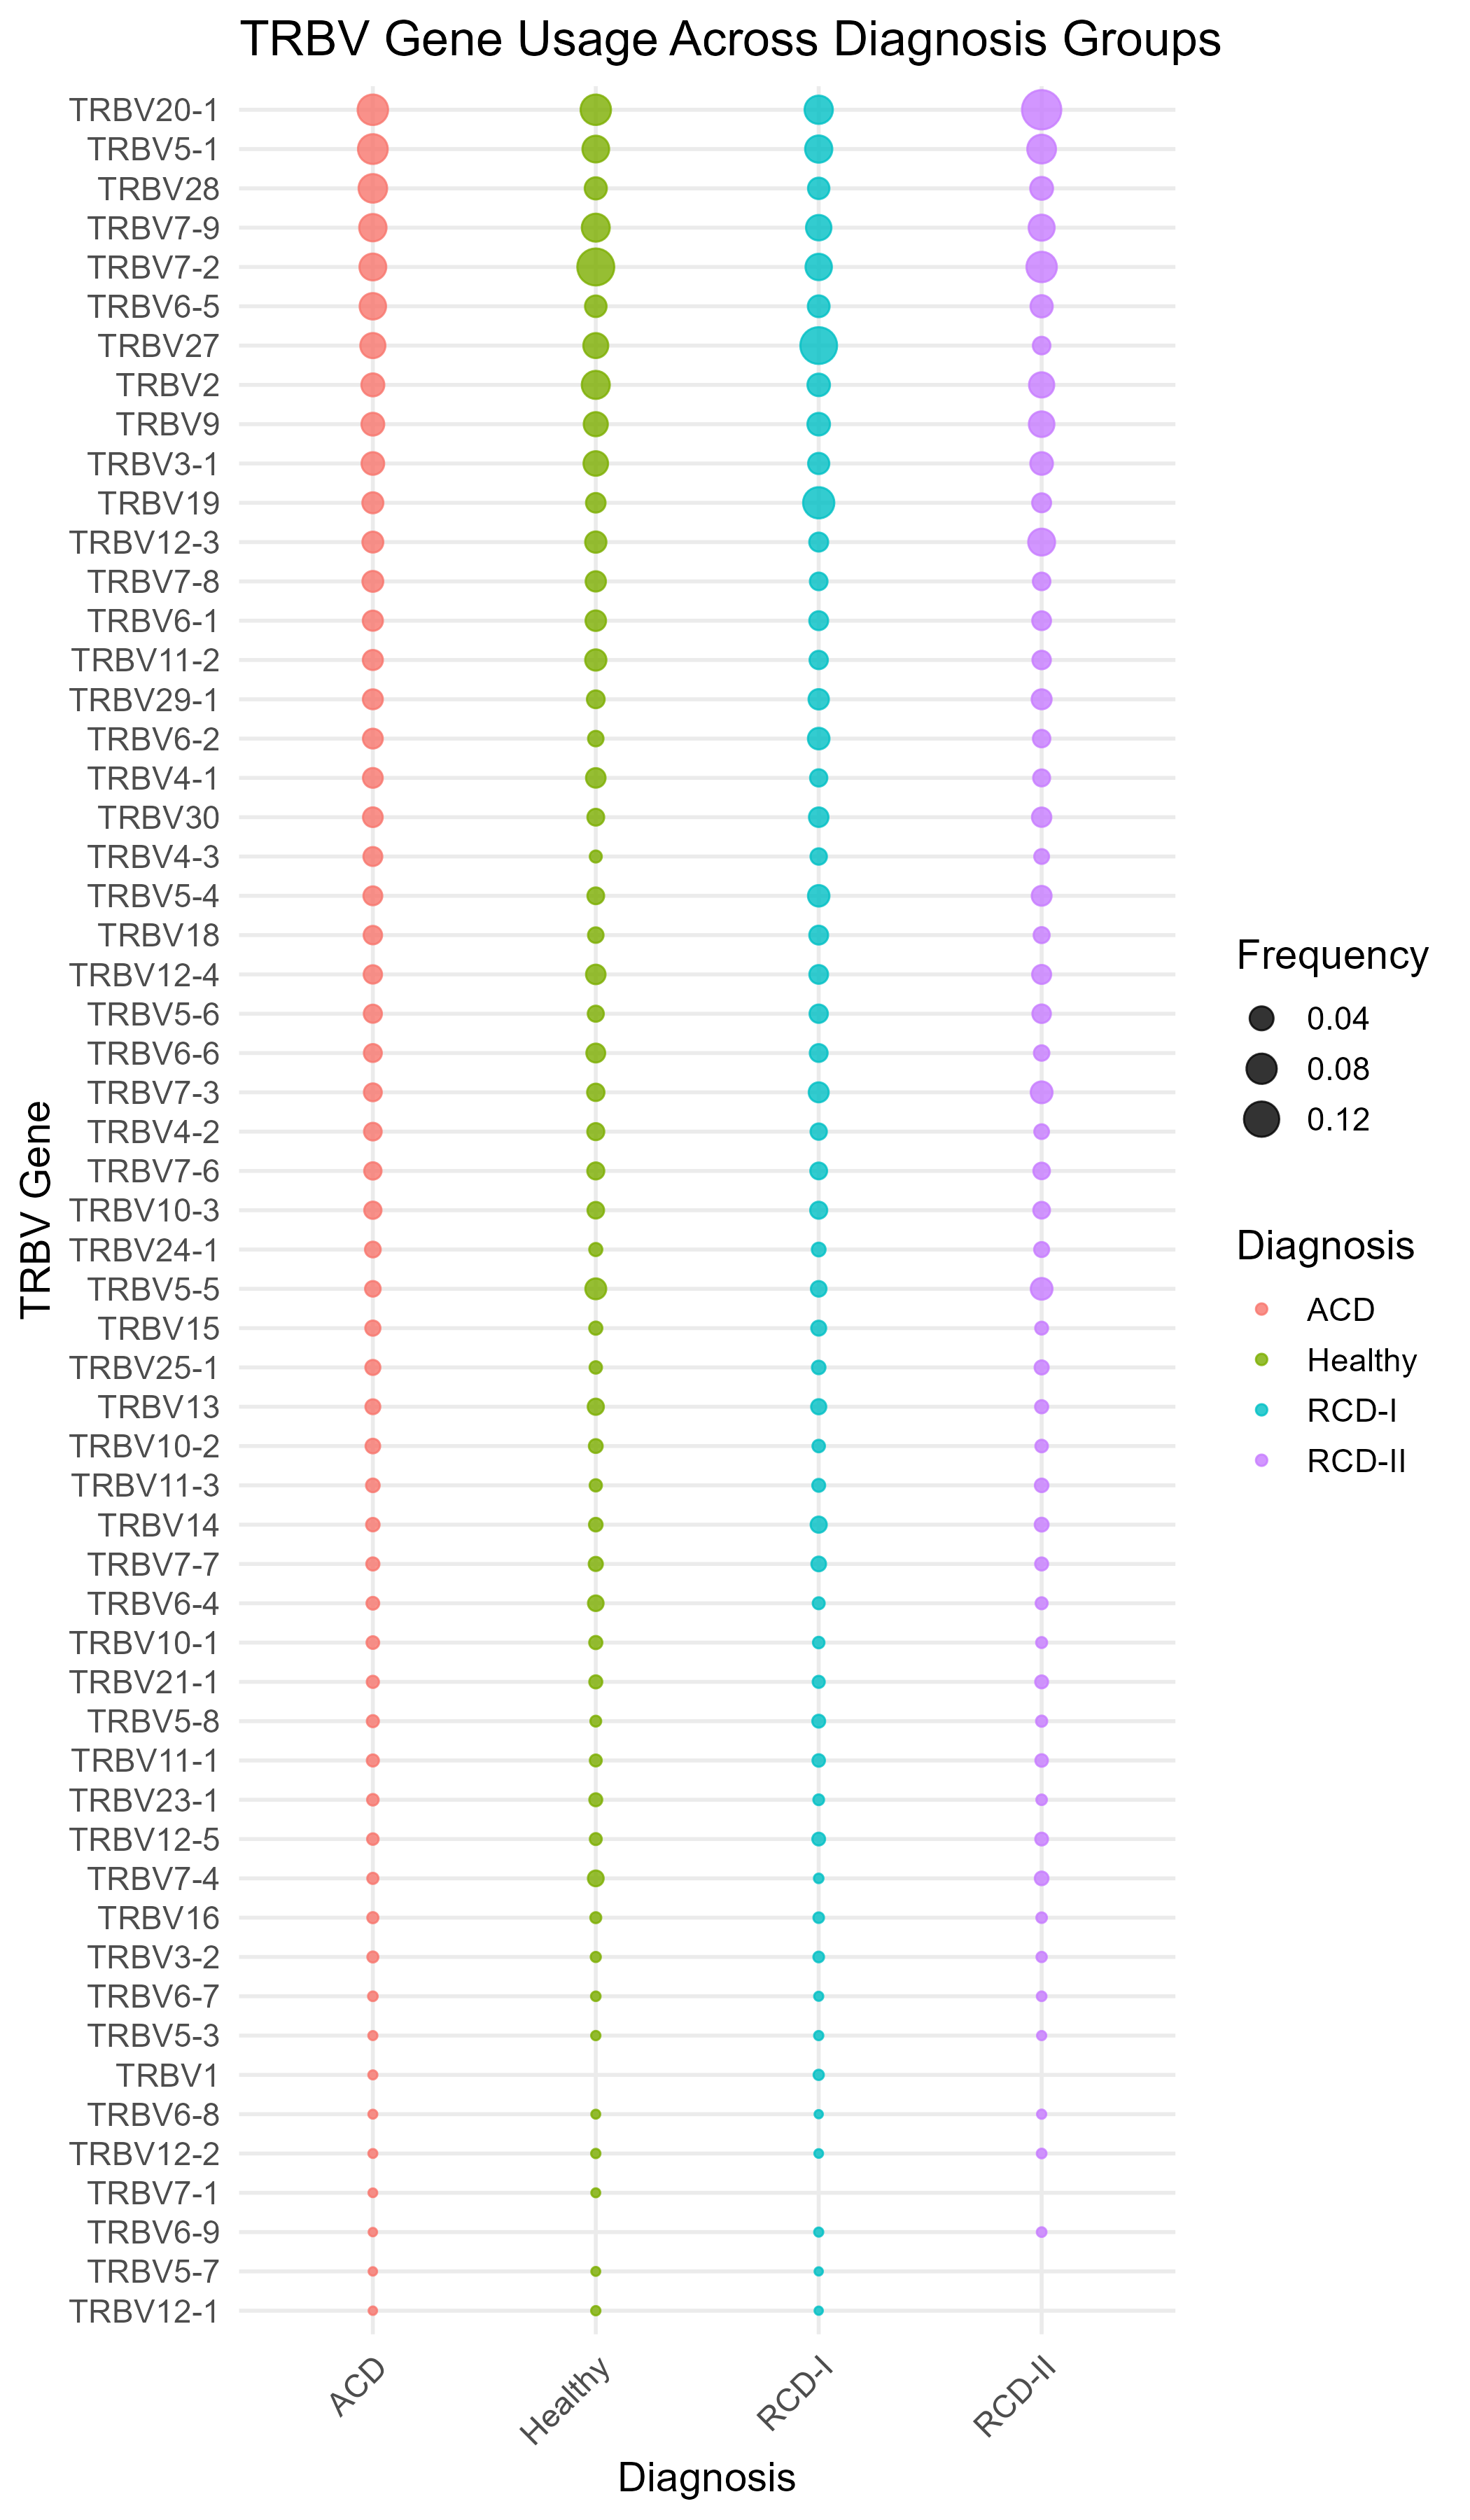 TRBV Gene Usage Across Diagnosis Groups
TRBV20-1
TRBV5-1
TRBV28
TRBV7-9
TRBV7-2
TRBV6-5
TRBV27
TRBV2
TRBV9
TRBV3-1
TRBV19
TRBV12-3
TRBV7-8
TRBV6-1
TRBV11-2
TRBV29-1
TRBV6-2
TRBV4-1
TRBV30
TRBV4-3
TRBV5-4
TRBV18
TRBV12-4
TRBV5-6
TRBV6-6
TRBV7-3
TRBV4-2
TRBV7-6
TRBV10-3
TRBV24-1
TRBV5-5
TRBV15
TRBV25-1
TRBV13
TRBV10-2
TRBV11-3
TRBV14
TRBV7-7
TRBV6-4
TRBV10-1
TRBV21-1
TRBV5-8
TRBV11-1
TRBV23-1
TRBV12-5
TRBV7-4
TRBV16
TRBV3-2
TRBV6-7
TRBV5-3
TRBV1
TRBV6-8
TRBV12-2
TRBV7-1
TRBV6-9
TRBV5-7
TRBV12-1
TRBV Gene
ACD
Healthy
RCD-I
RCD-II
Diagnosis
Frequency
0.04
0.08
0.12
Diagnosis
ACD
Healthy
RCD-I
RCD-II